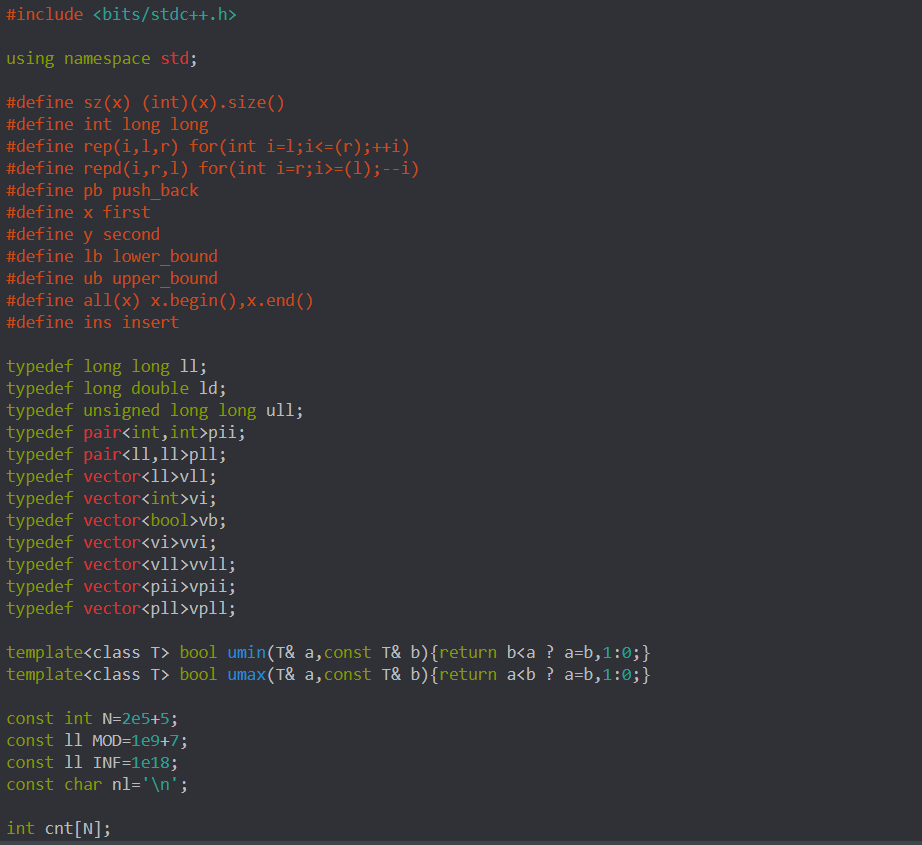 #include <bits/stdc++.h>
using namespace std;
#define sz(x) (int)(x).size()
#define int long long
#define rep(i,l,r) for(int i=l;i<=(r);++i)
#define repd(i,r,l) for(int i=r;i>=(l);--i)
#define pb push_back
#define x first
#define y second
#define lb lower_bound
#define ub upper_bound
#define all(x) x.begin(),x.end()
#define ins insert
typedef long long ll;
typedef long double ld;
typedef unsigned long long ull;
typedef pair<int,int>pii;
typedef pair<ll,ll>pll;
typedef vector<ll>vll;
typedef vector<int>vi;
typedef vector<bool>vb;
typedef vector<vi>vvi;
typedef vector<vll>vvll;
typedef vector<pii>vpii;
typedef vector<pll>vpll;
template<class T> bool umin(T& a,const T& b){return b<a ? a=b,1:0;}
template<class T> bool umax(T& a,const T& b){return a<b ? a=b,1:0;}
const int N=2e5+5;
const ll MOD=1e9+7;
const ll INF=1e18;
const char nl='\n';
int cnt[N];